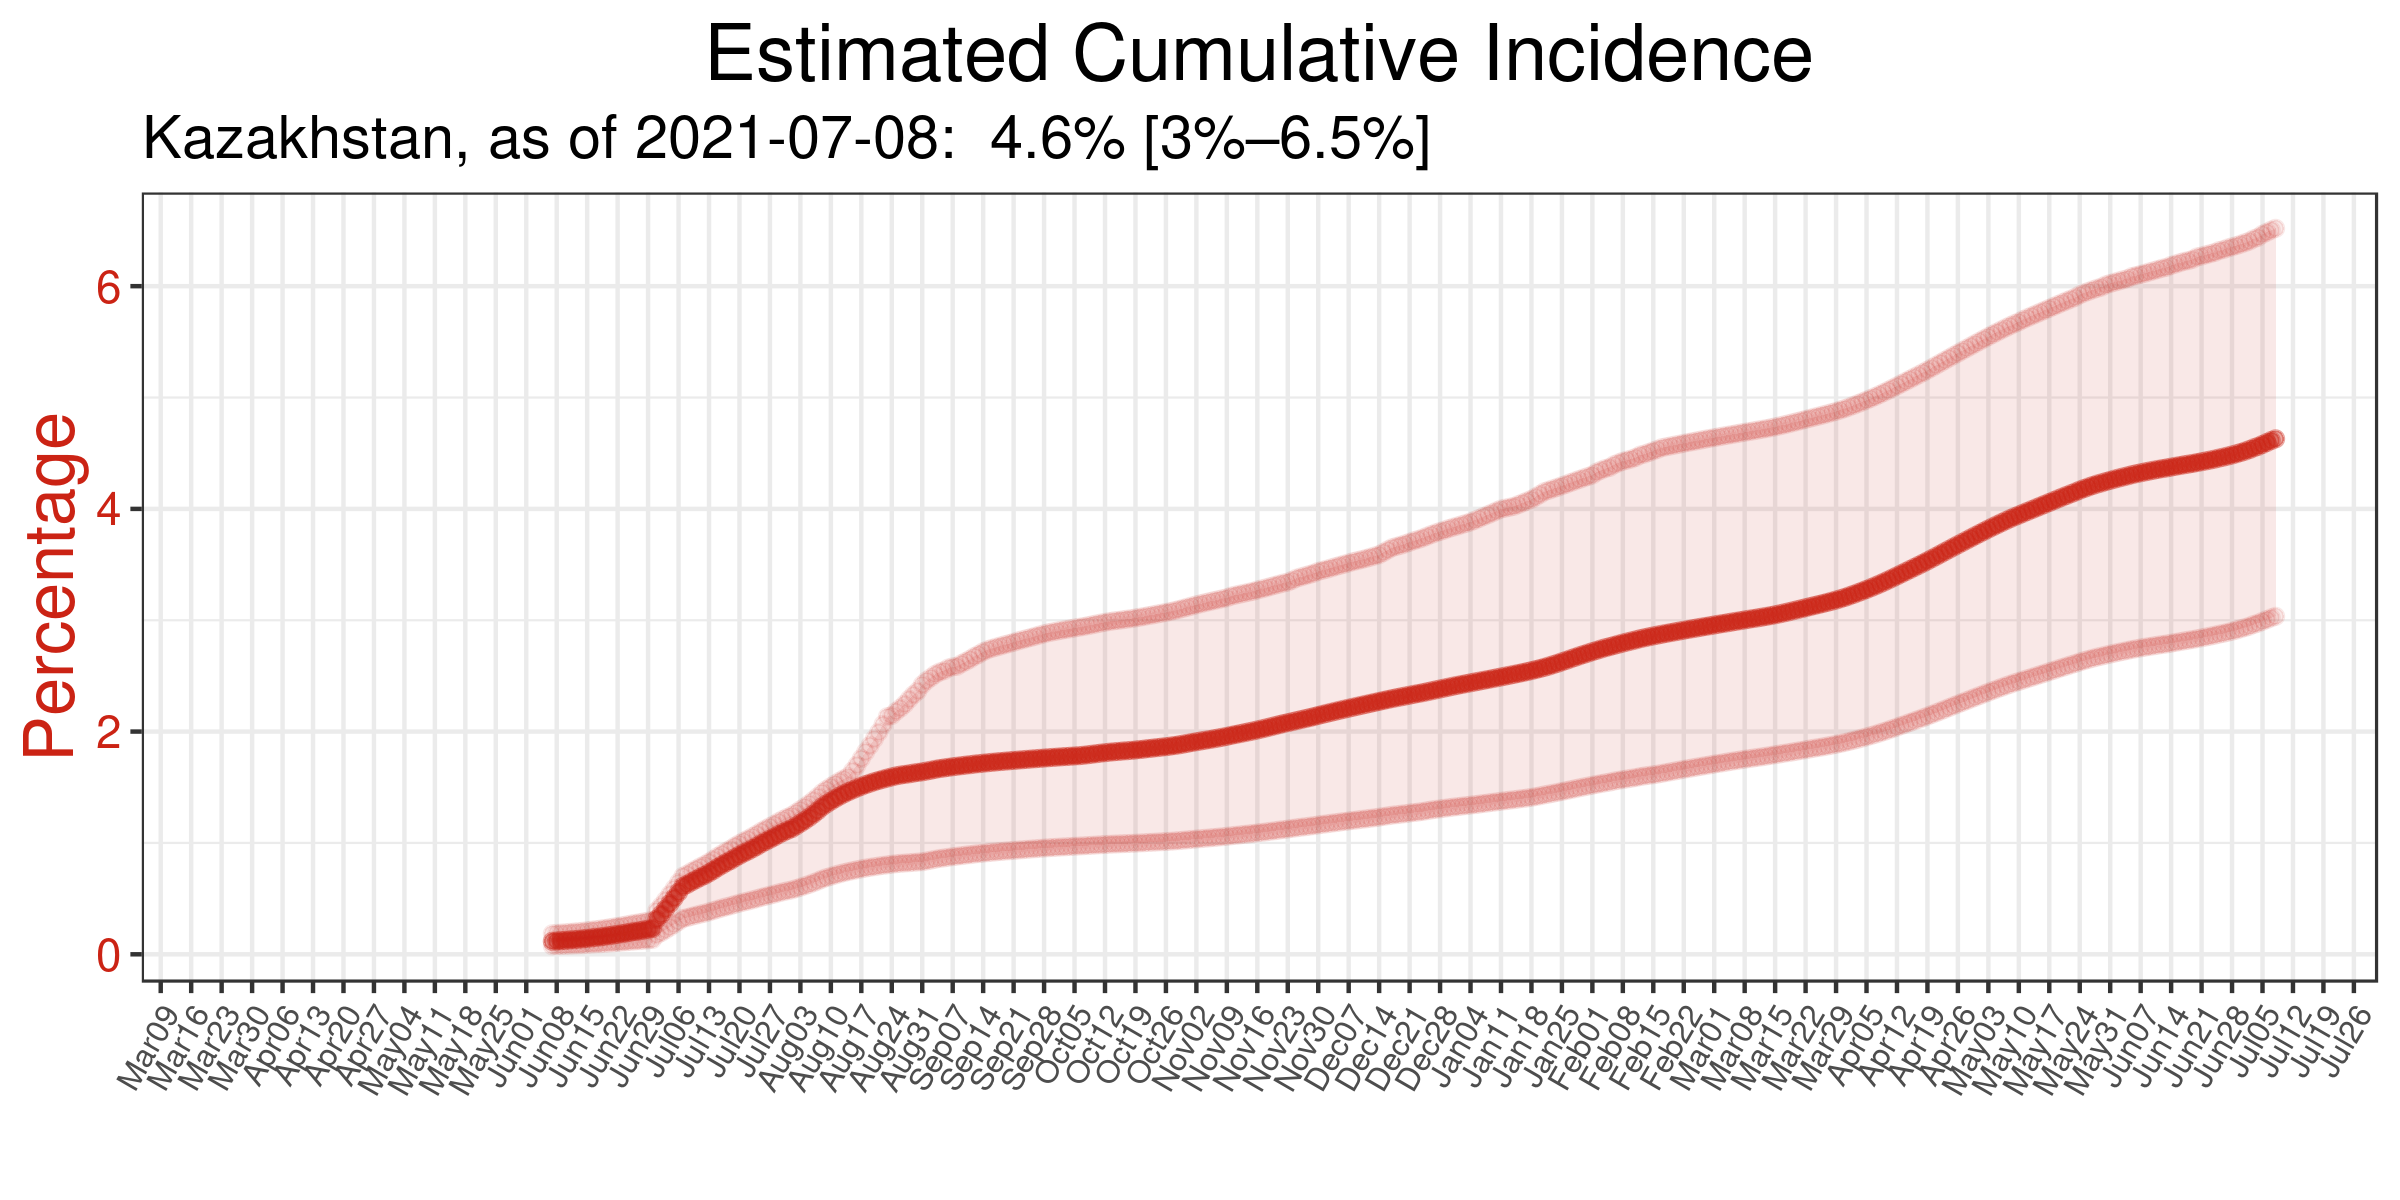 Estimated Cumulative Incidence
Kazakhstan, as of 2021-07-08:  4.6% [3%–6.5%]
Percentage
6
4
2
0
Mar09
Mar16
Mar23
Mar30
Apr06
Apr13
Apr20
Apr27
May04
May11
May18
May25
Jun01
Jun08
Jun15
Jun22
Jun29
Jul06
Jul13
Jul20
Jul27
Aug03
Aug10
Aug17
Aug24
Aug31
Sep07
Sep14
Sep21
Sep28
Oct05
Oct12
Oct19
Oct26
Nov02
Nov09
Nov16
Nov23
Nov30
Dec07
Dec14
Dec21
Dec28
Jan04
Jan11
Jan18
Jan25
Feb01
Feb08
Feb15
Feb22
Mar01
Mar08
Mar15
Mar22
Mar29
Apr05
Apr12
Apr19
Apr26
May03
May10
May17
May24
May31
Jun07
Jun14
Jun21
Jun28
Jul05
Jul12
Jul19
Jul26